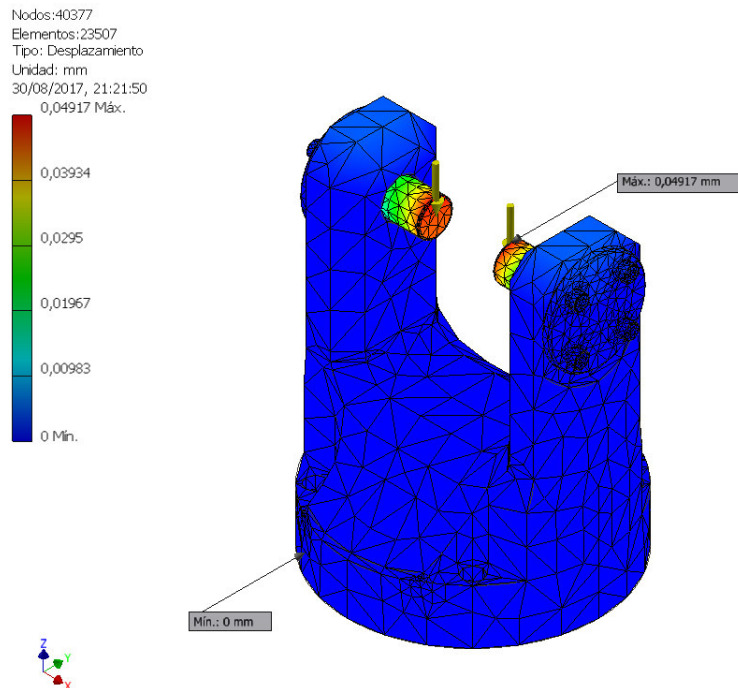 Nodos:40377
Elementos:23507
Tipo: Desplazamiento
Unidad: mm
30/08/2017, 21:21:50
0,04917 Máx.
0,03934
0,0295
0,01967
0,00983
0 Mín.
Máx.: 0,04917 mm
Mín.: 0 mm
Z
Y
X